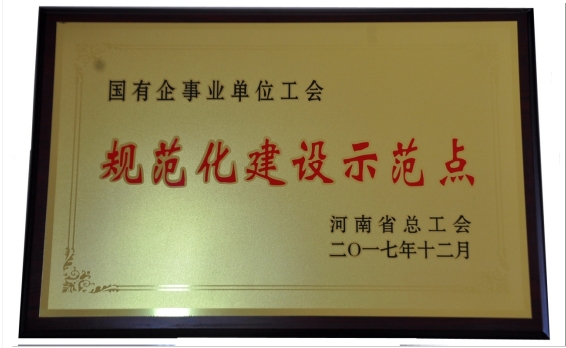 国有企事业单位工会
规范化建设示范点
河南省总工会
二〇一七年十二月